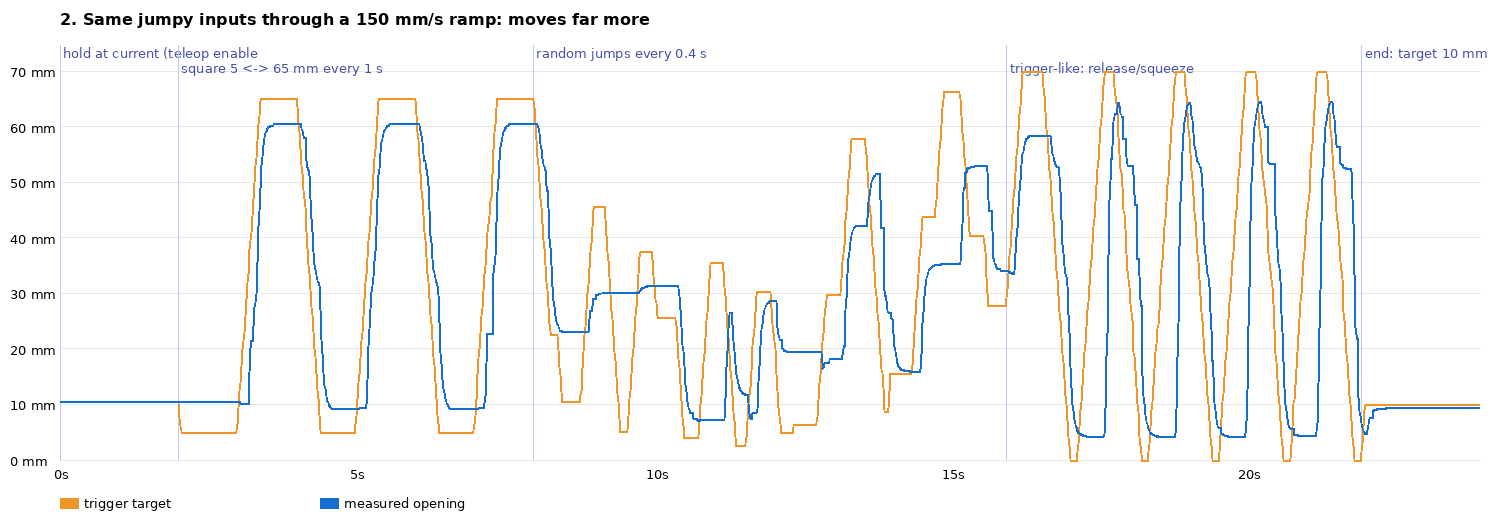 2. Same jumpy inputs through a 150 mm/s ramp: moves far more
hold at current (teleop enable
random jumps every 0.4 s
end: target 10 mm
square 5 <-> 65 mm every 1 s
trigger-like: release/squeeze
70 mm
60 mm
50 mm
40 mm
30 mm
20 mm
10 mm
0 mm
0s
5s
10s
15s
20s
trigger target
measured opening